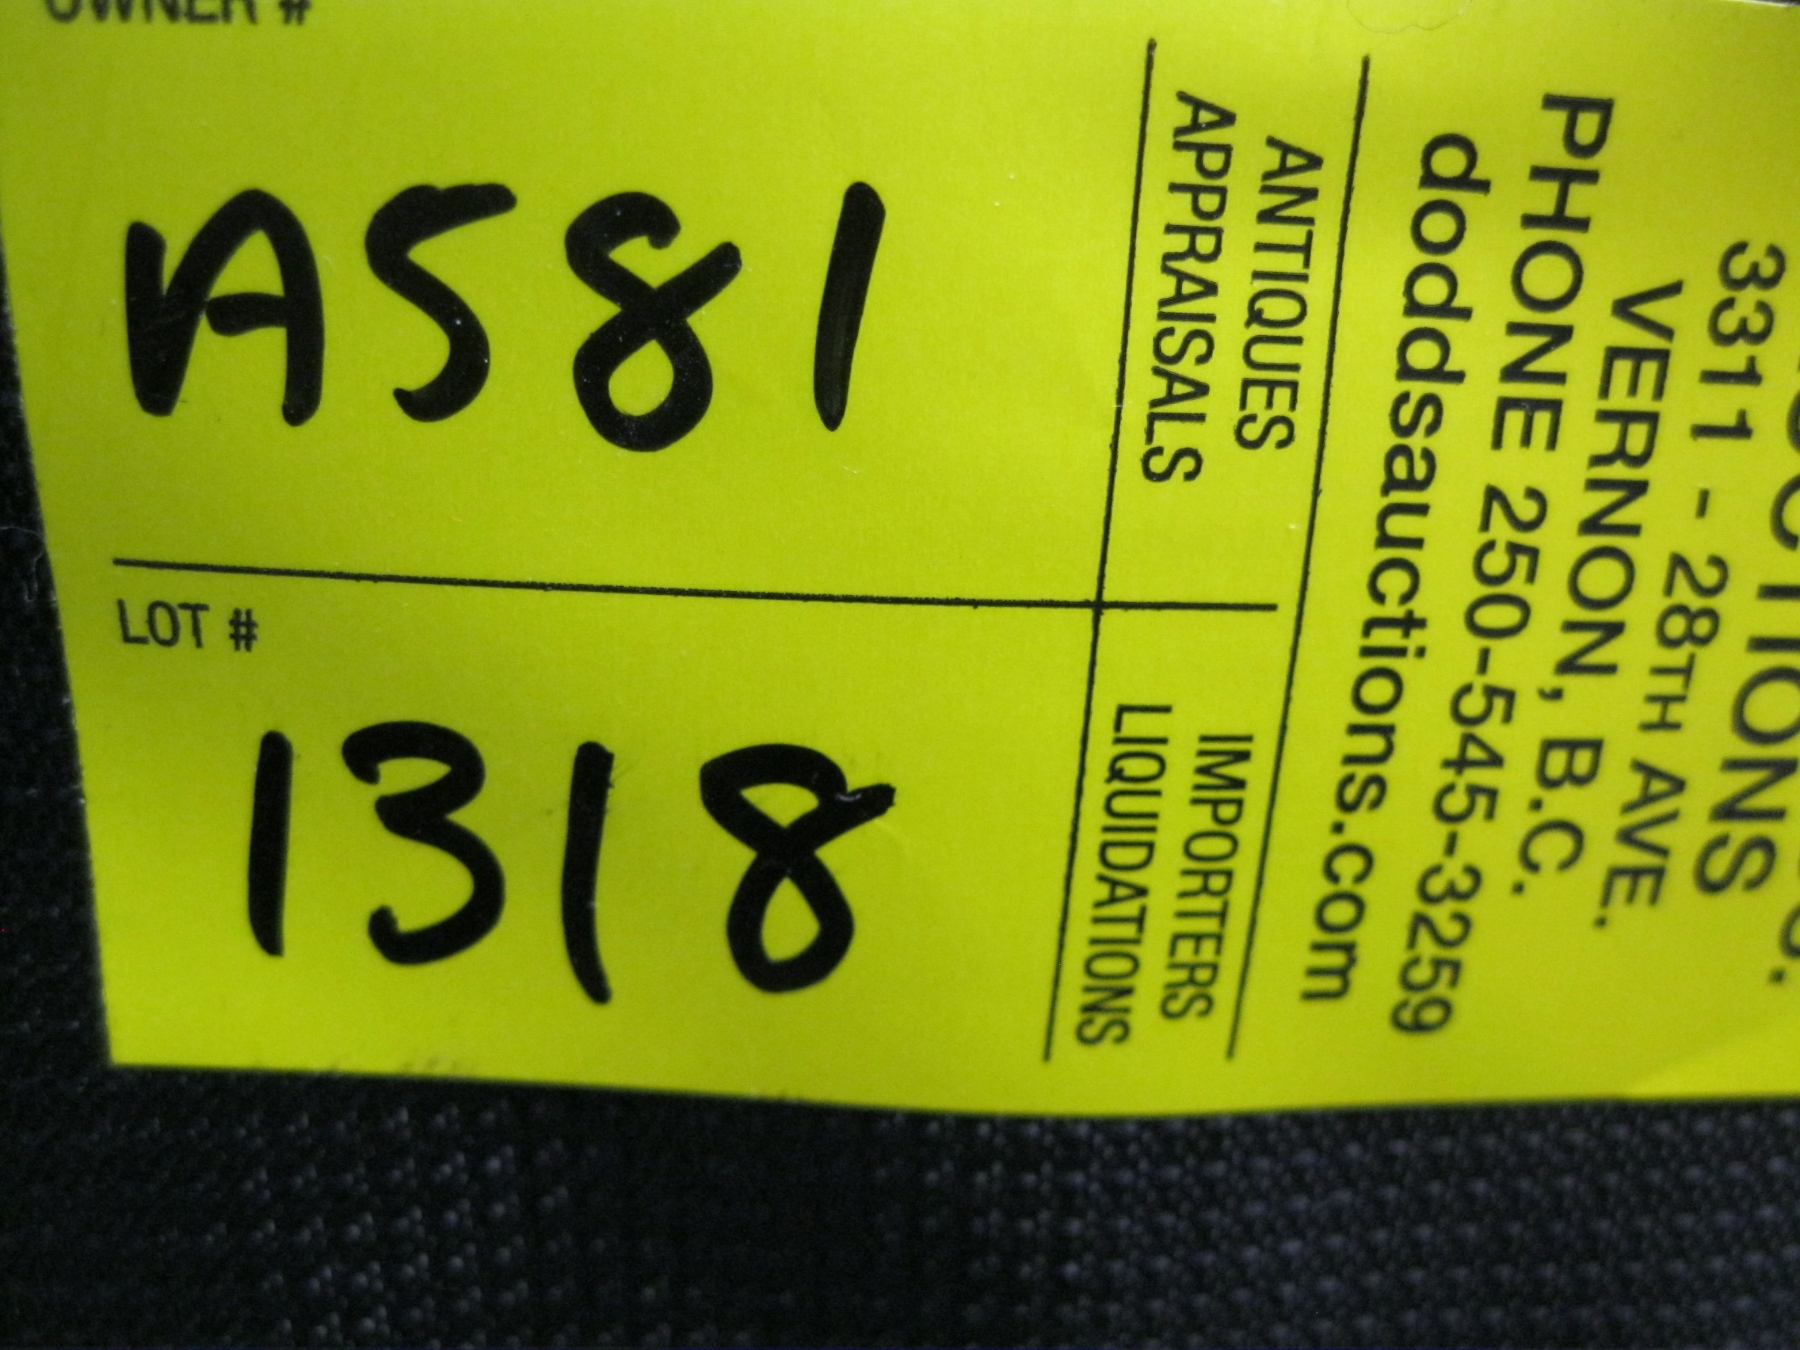 OWNER #
A581
LOT #
1318
3311 - 28TH AVE.
VERNON, B.C.
PHONE 250-545-3259
doddsauctions.com
ANTIQUES
APPRAISALS
IMPORTERS
LIQUIDATIONS